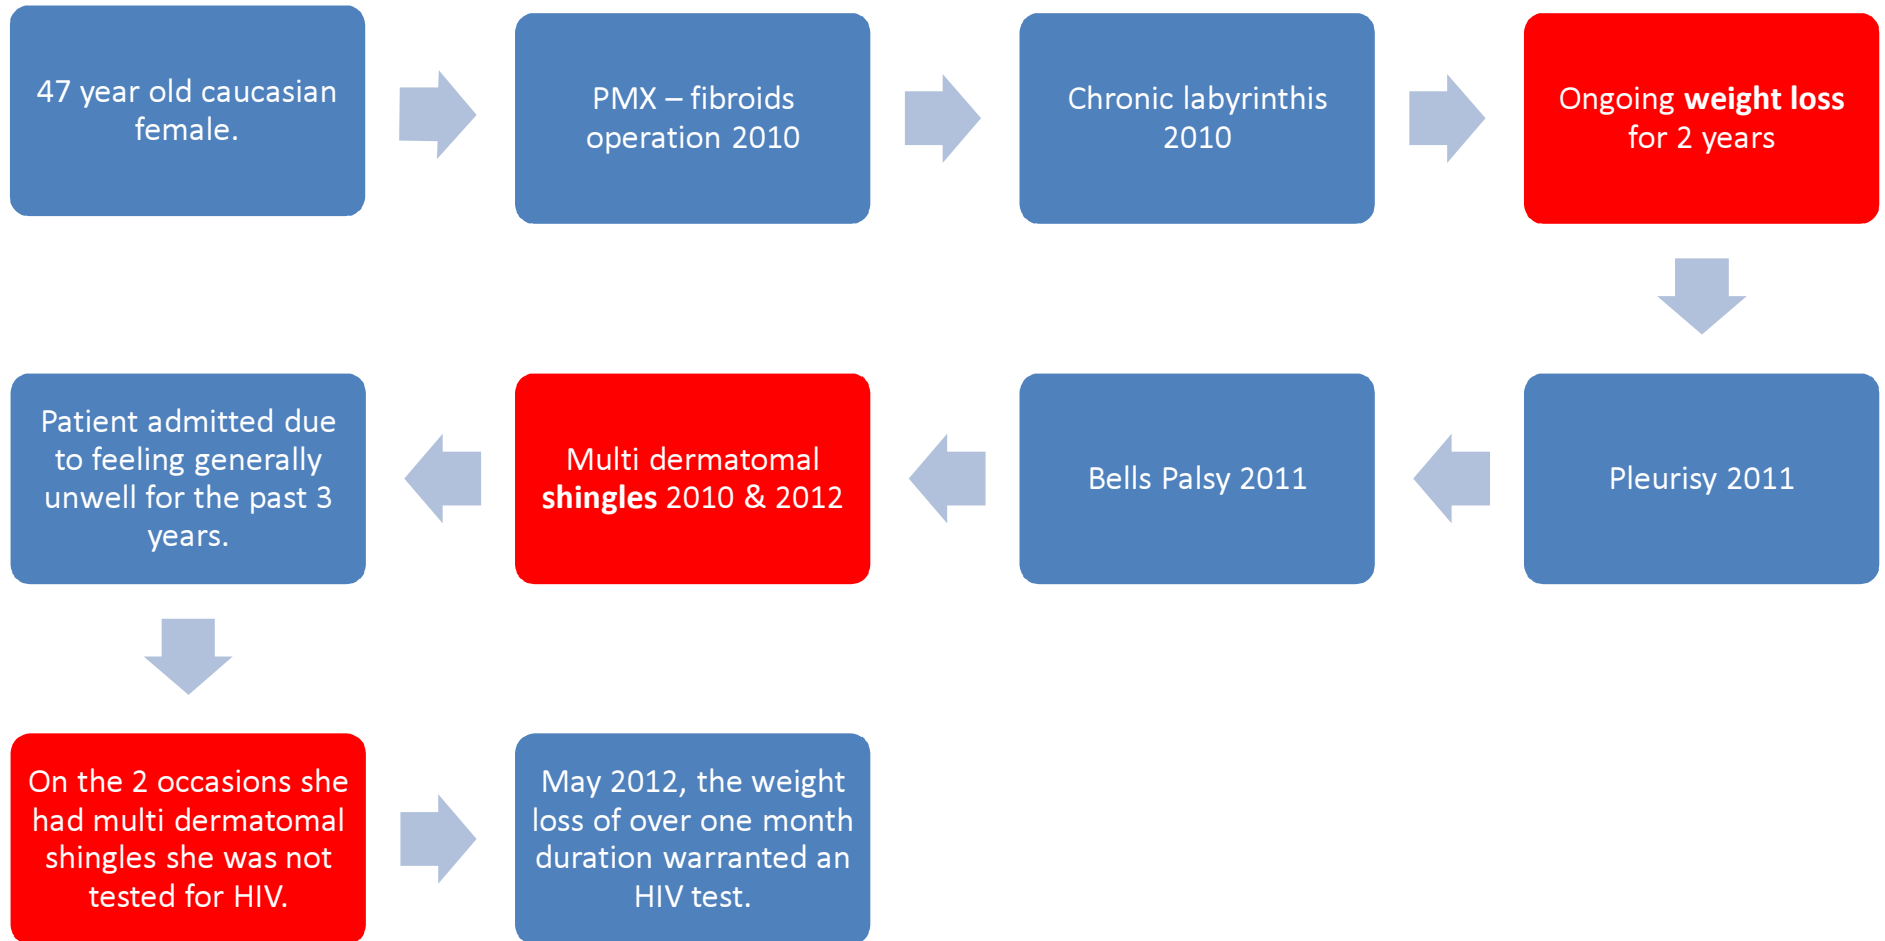 47 year old caucasian
female.
PMX – fibroids
operation 2010
Chronic labyrinthis
2010
Ongoing weight loss
for 2 years
Pleurisy 2011
Bells Palsy 2011
Multi dermatomal
shingles 2010 & 2012
Patient admitted due
to feeling generally
unwell for the past 3
years.
On the 2 occasions she
had multi dermatomal
shingles she was not
tested for HIV.
May 2012, the weight
loss of over one month
duration warranted an
HIV test.